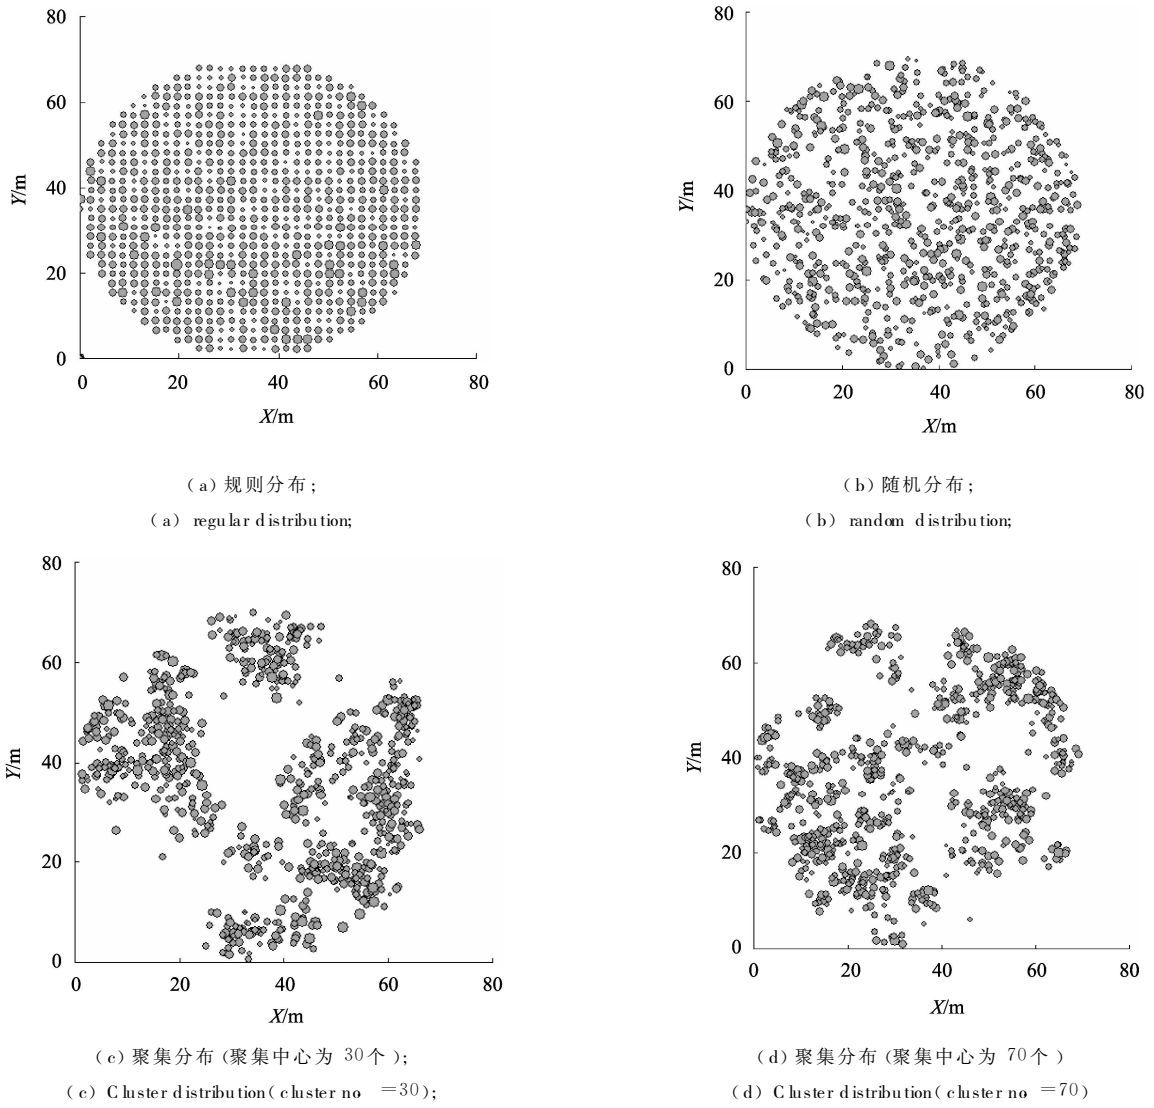 80
60
40
20
0
Y/m
0 20 40 60 80
X/m
(a) 规则分布;
(a) regular distribution;
80
60
40
20
0
Y/m
0 20 40 60 80
X/m
(b) 随机分布;
(b) random distribution;
80
60
40
20
0
Y/m
0 20 40 60 80
X/m
(c) 聚集分布 (聚集中心为 30个);
(c) Cluster distribution( cluster no =30);
80
60
40
20
0
Y/m
0 20 40 60 80
X/m
(d) 聚集分布 (聚集中心为 70个)
(d) Cluster distribution( cluster no =70)